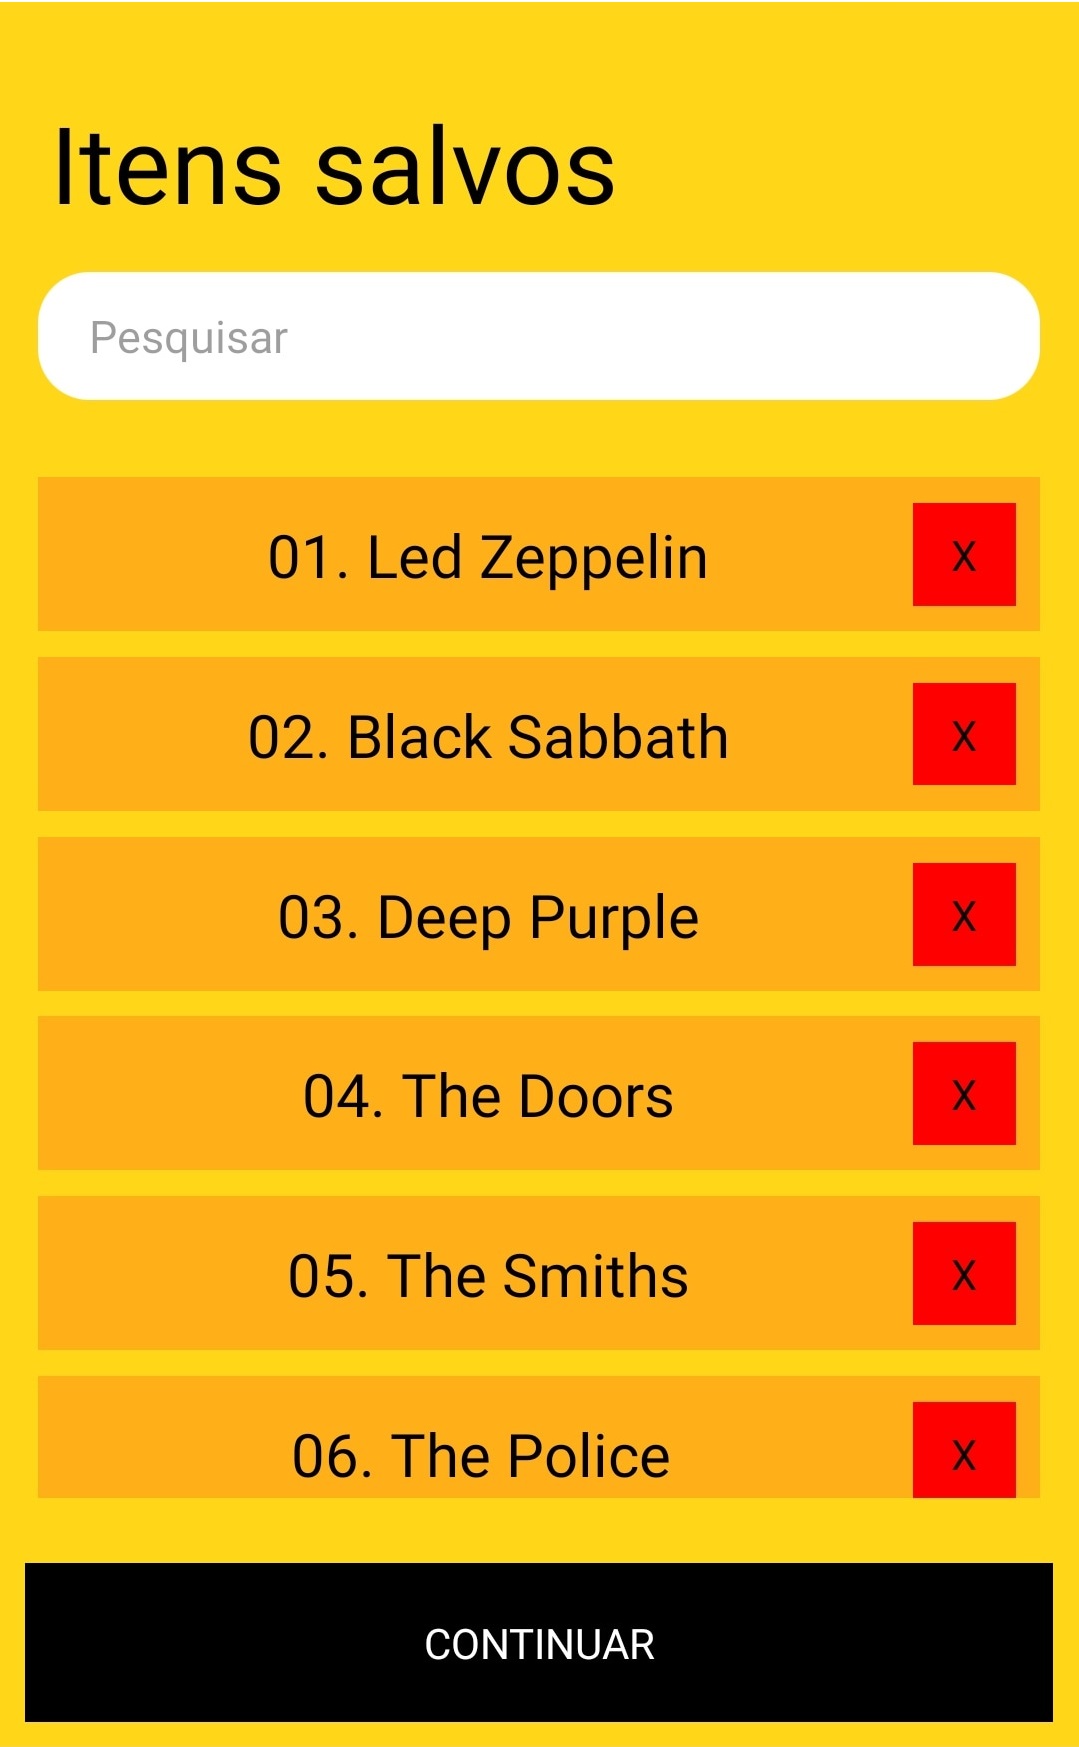 Itens salvos
Pesquisar
01. Led Zeppelin X
02. Black Sabbath X
03. Deep Purple X
04. The Doors X
05. The Smiths X
06. The Police X
CONTINUAR